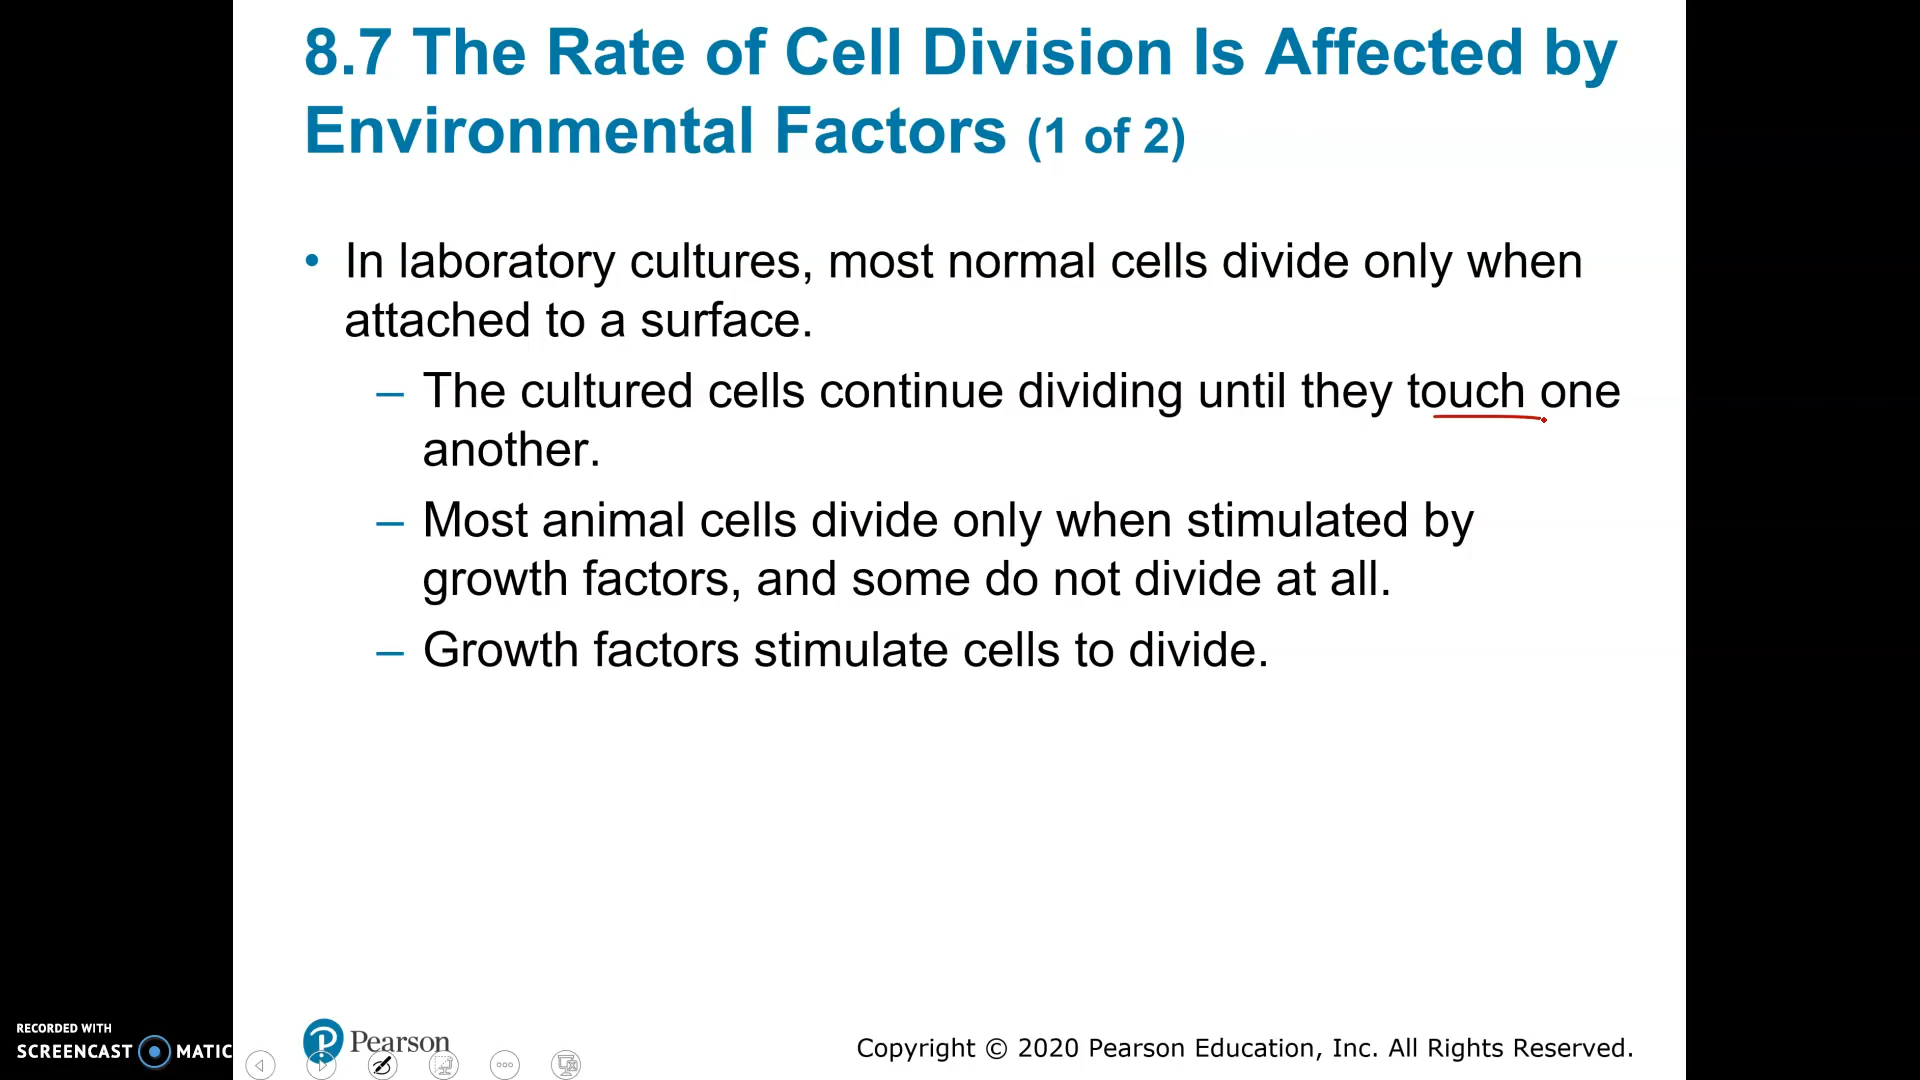 8.7 The Rate of Cell Division Is Affected by
Environmental Factors (1 of 2)
• In laboratory cultures, most normal cells divide only when
attached to a surface.
– The cultured cells continue dividing until they touch one
another.
– Most animal cells divide only when stimulated by
growth factors, and some do not divide at all.
– Growth factors stimulate cells to divide.
RECORDED WITH
SCREENCAST MATIC
P Pearson
Copyright © 2020 Pearson Education, Inc. All Rights Reserved.